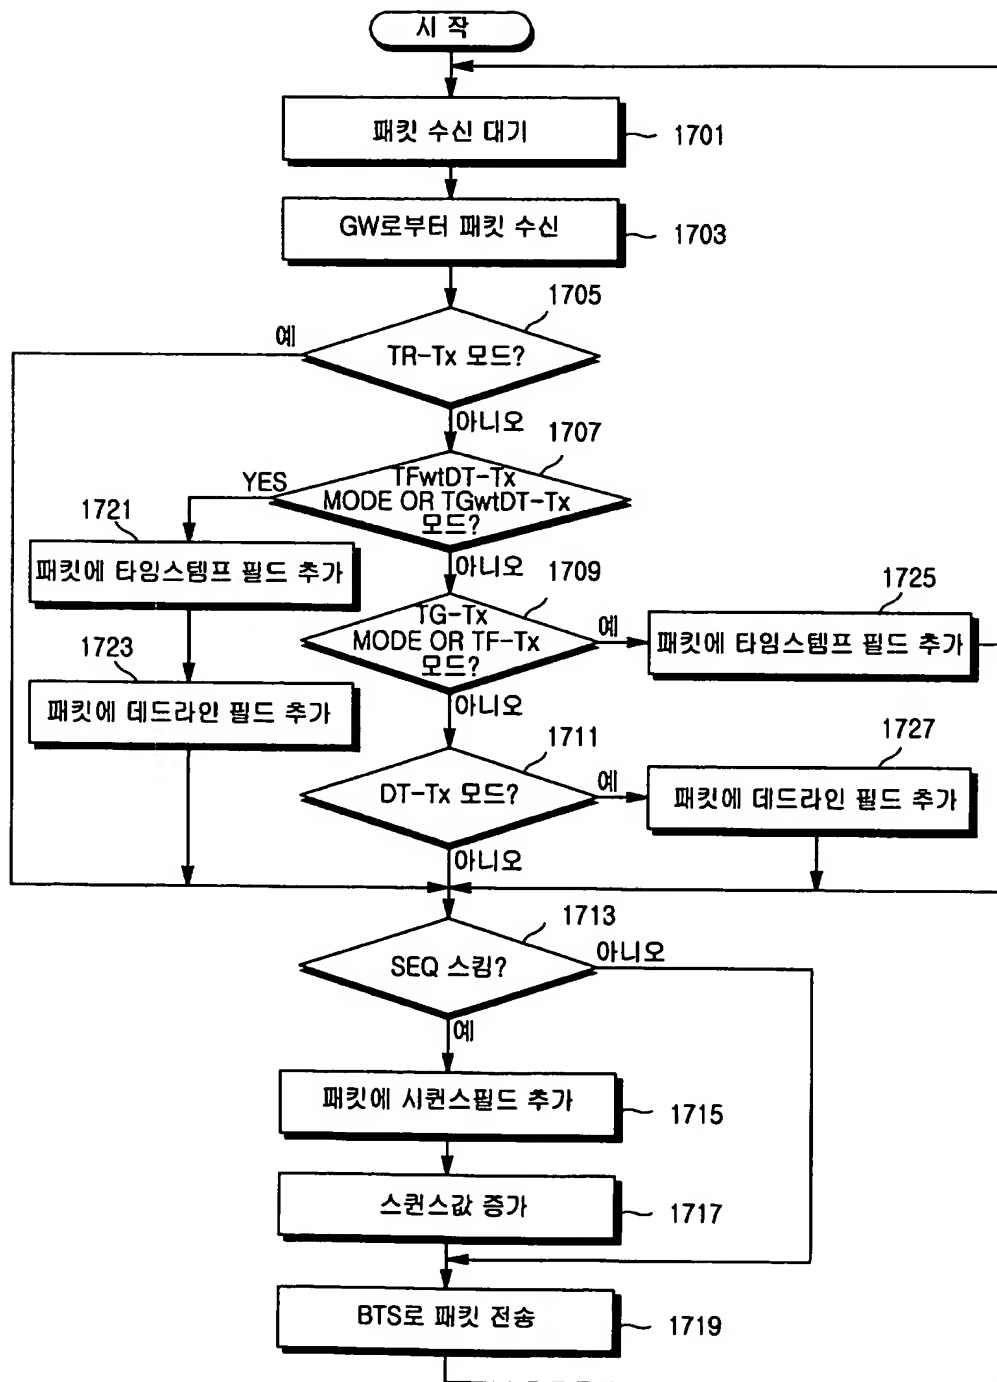 시 작
패킷 수신 대기
1701
GW로부터 패킷 수신
1703
1705
예
TR-Tx 모드?
아니오
1707
YES
TFwtDT-Tx
MODE OR TGwtDT-Tx
모드?
1721
패킷에 타임스템프 필드 추가
아니오
1709
TG-Tx
MODE OR TF-Tx
모드?
예
1725
패킷에 타임스템프 필드 추가
1723
패킷에 데드라인 필드 추가
아니오
1711
DT-Tx 모드?
예
1727
패킷에 데드라인 필드 추가
아니오
1713
SEQ 스킴?
아니오
예
패킷에 시퀀스필드 추가
1715
스퀀스값 증가
1717
BTS로 패킷 전송
1719